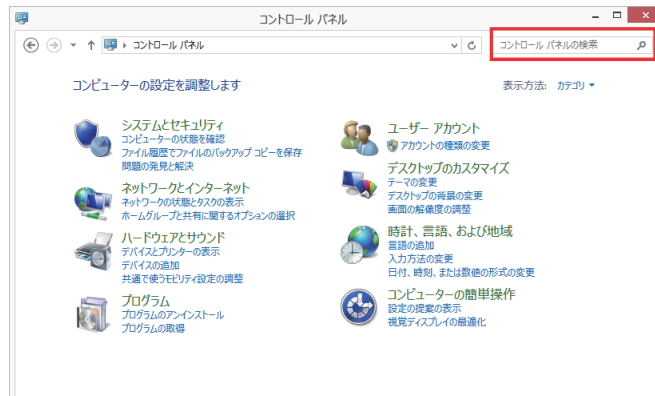 コントロール パネル
コントロール パネル
コントロール パネルの検索
コンピューターの設定を調整します
表示方法: カテゴリ
システムとセキュリティ
コンピューターの状態を確認
ファイル履歴でファイルのバックアップ コピーを保存
問題の発見と解決
ネットワークとインターネット
ネットワークの状態とタスクの表示
ホームグループと共有に関するオプションの選択
ハードウェアとサウンド
デバイスとプリンターの表示
デバイスの追加
共通で使うモビリティ設定の調整
プログラム
プログラムのアンインストール
プログラムの取得
ユーザー アカウント
アカウントの種類の変更
デスクトップのカスタマイズ
テーマの変更
デスクトップの背景の変更
画面の解像度の調整
時計、言語、および地域
言語の追加
入力方法の変更
日付、時刻、または数値の形式の変更
コンピューターの簡単操作
設定の提案の表示
視覚ディスプレイの最適化